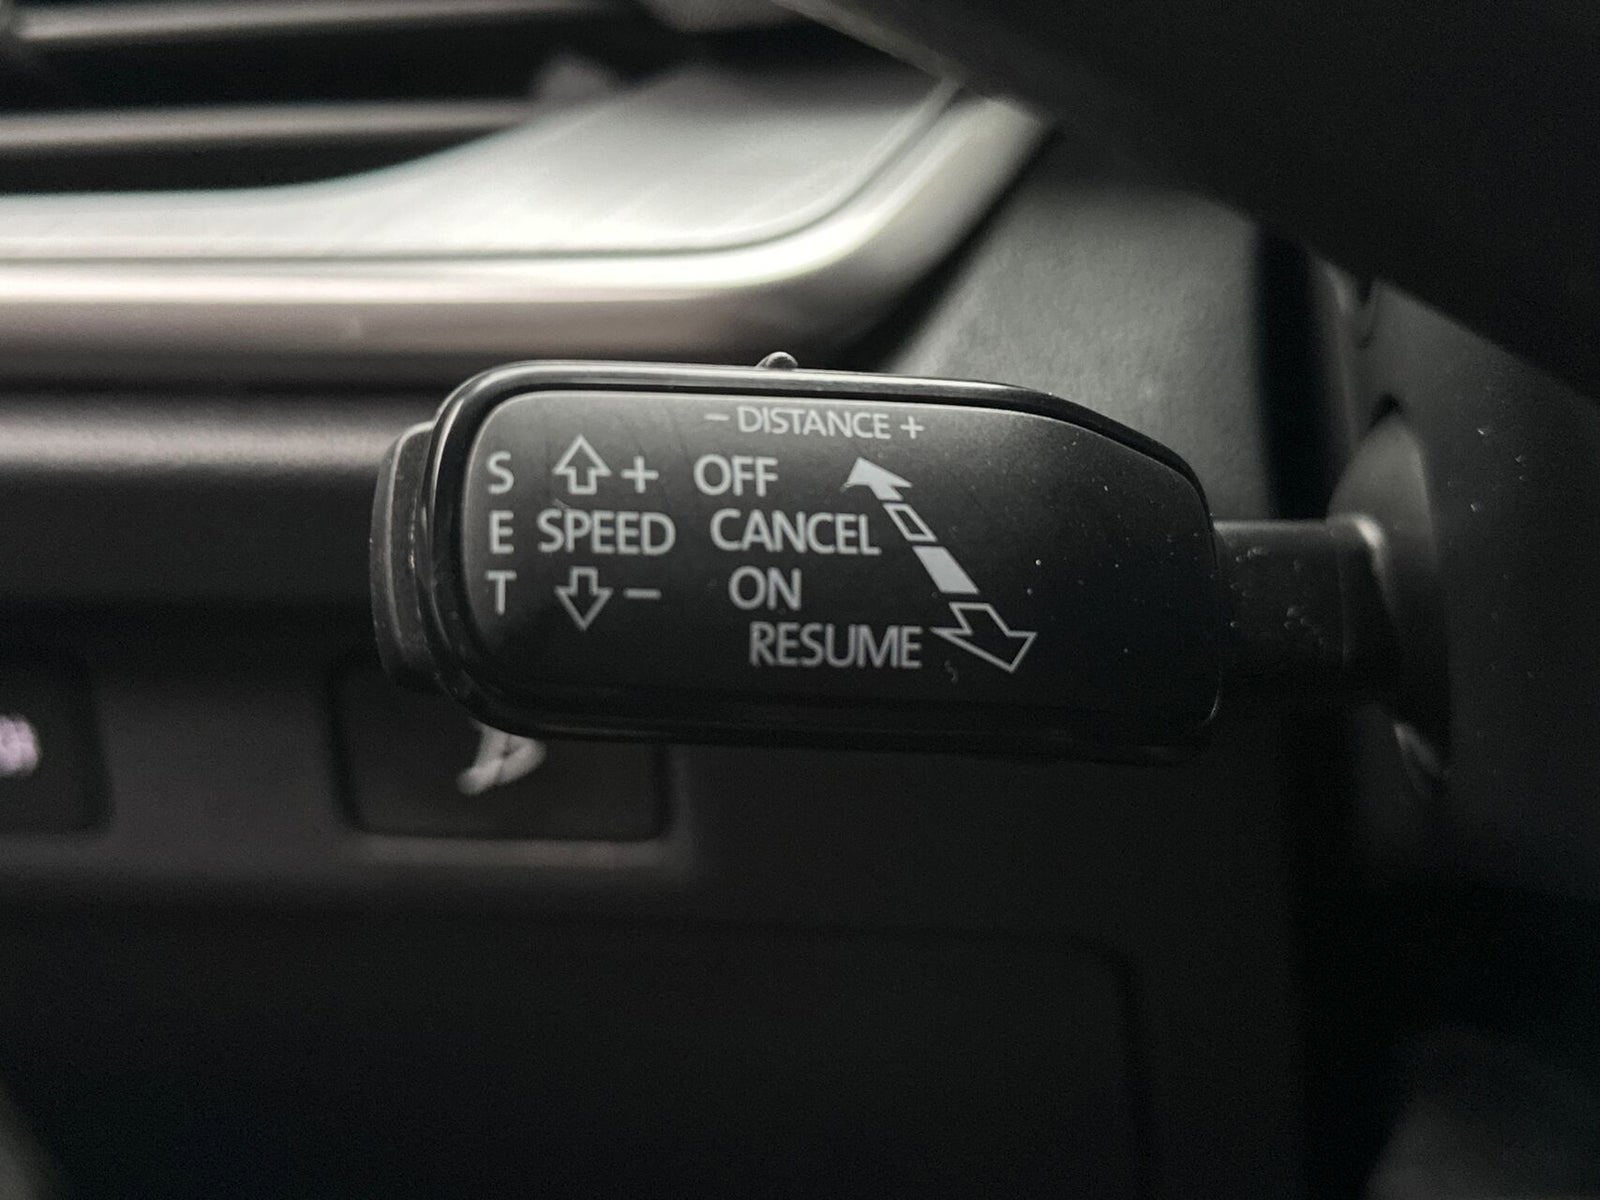 − DISTANCE +
S + OFF
E SPEED CANCEL
T − ON
RESUME